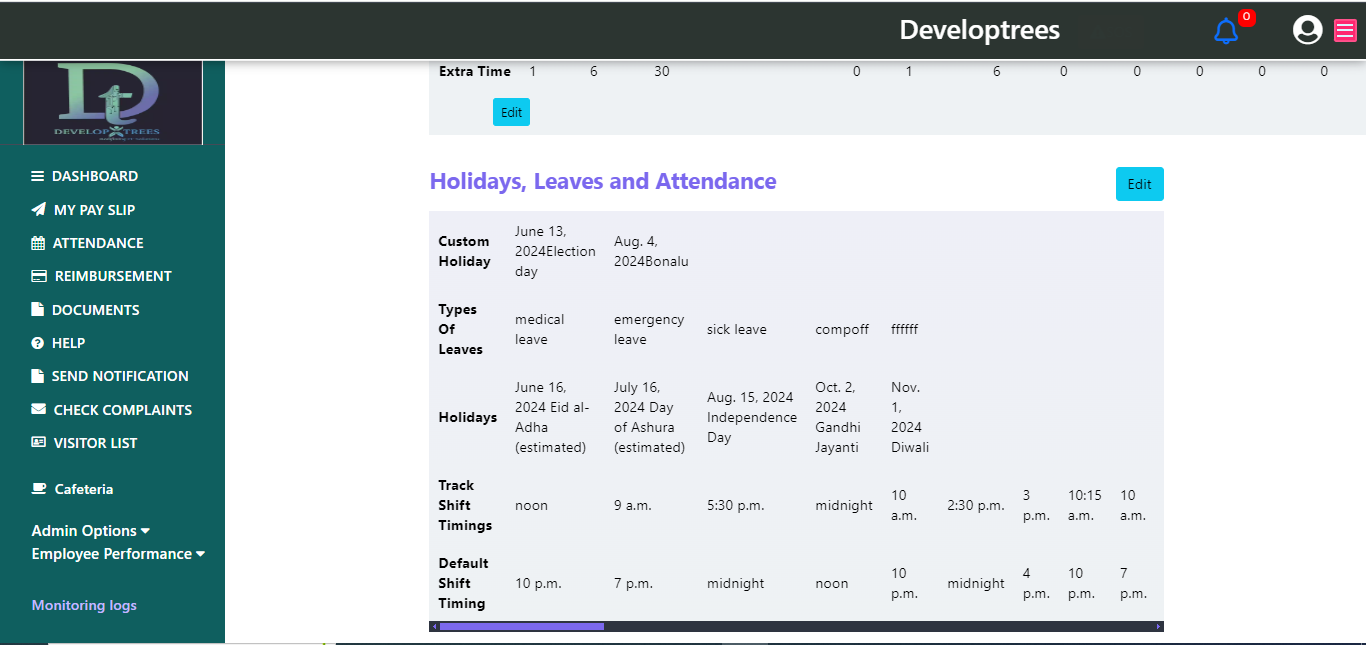 Developtrees
0
Dt
DEVELOP TREES
DASHBOARD
MY PAY SLIP
ATTENDANCE
REIMBURSEMENT
DOCUMENTS
HELP
SEND NOTIFICATION
CHECK COMPLAINTS
VISITOR LIST
Cafeteria
Admin Options
Employee Performance
Monitoring logs
Extra Time 1 6 30 0 1 6 0 0 0 0 0
Edit
Holidays, Leaves and Attendance
Edit
Custom
Holiday
June 13,
2024Election
day
Aug. 4,
2024Bonalu
Types
Of
Leaves
medical
leave
emergency
leave
sick leave
compoff
ffffff
Holidays
June 16,
2024 Eid al-
Adha
(estimated)
July 16,
2024 Day
of Ashura
(estimated)
Aug. 15, 2024
Independence
Day
Oct. 2,
2024
Gandhi
Jayanti
Nov.
1,
2024
Diwali
Track
Shift
Timings
noon
9 a.m.
5:30 p.m.
midnight
10
a.m.
2:30 p.m.
3
p.m.
10:15
a.m.
10
a.m.
Default
Shift
Timing
10 p.m.
7 p.m.
midnight
noon
10
p.m.
midnight
4
p.m.
10
p.m.
7
p.m.